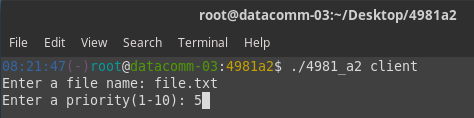 root@datacomm-03:~/Desktop/4981a2
File Edit View Search Terminal Help
08:21:47(-)root@datacomm-03:4981a2$ ./4981_a2 client
Enter a file name: file.txt
Enter a priority(1-10): 5